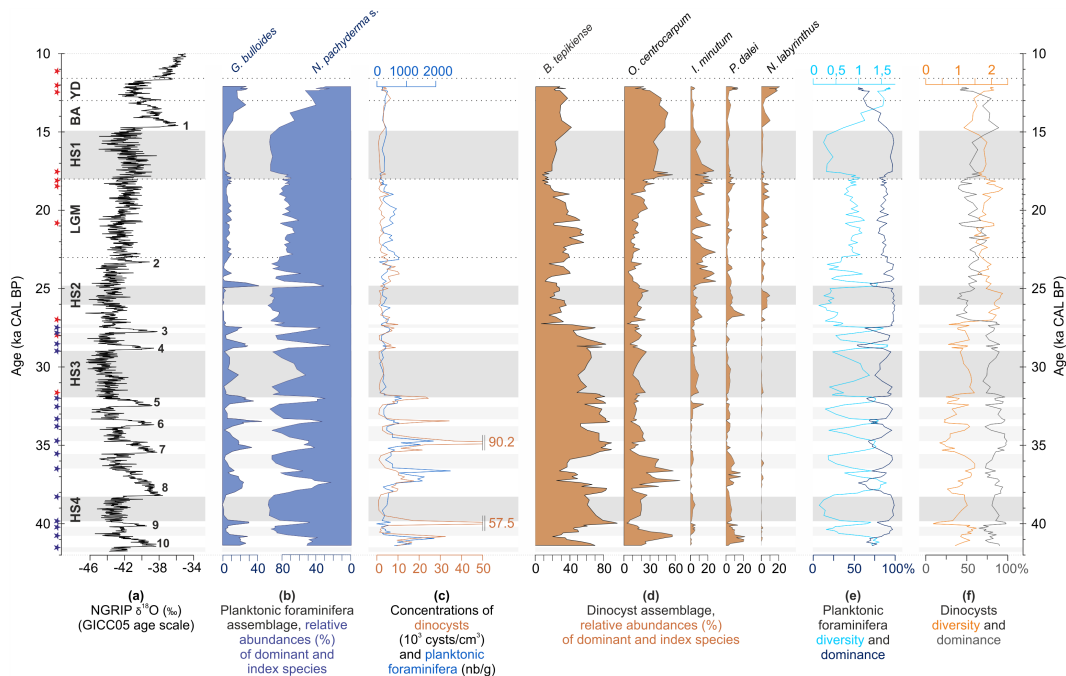 G. bulloides
N. pachyderma s.
B. tepikiense
O. centrocarpum
I. minutum
P. dalei
N. labyrinthus
0 1000 2000
0 0,5 1 1,5
0 1 2
10 15 20 25 30 35 40
Age (ka CAL BP)
YD
BA
HS1
LGM
HS2
HS3
HS4
1
2
3
4
5
6
7
8
9
10
90.2
57.5
10 15 20 25 30 35 40
Age (ka CAL BP)
-46 -42 -38 -34
0 40 80 40 0
0 10 20 30 40 50
0 20 40 60 80 100
0 20 40 60
0 20
0 20
0 20
0 50 100%
0 50 100%
(a)
NGRIP δ18O (‰)
(GICC05 age scale)
(b)
Planktonic foraminifera
assemblage, relative
abundances (%)
of dominant and
index species
(c)
Concentrations of
dinocysts
(10³ cysts/cm³)
and planktonic
foraminifera (nb/g)
(d)
Dinocyst assemblage,
relative abundances (%)
of dominant and index species
(e)
Planktonic
foraminifera
diversity and
dominance
(f)
Dinocysts
diversity and
dominance